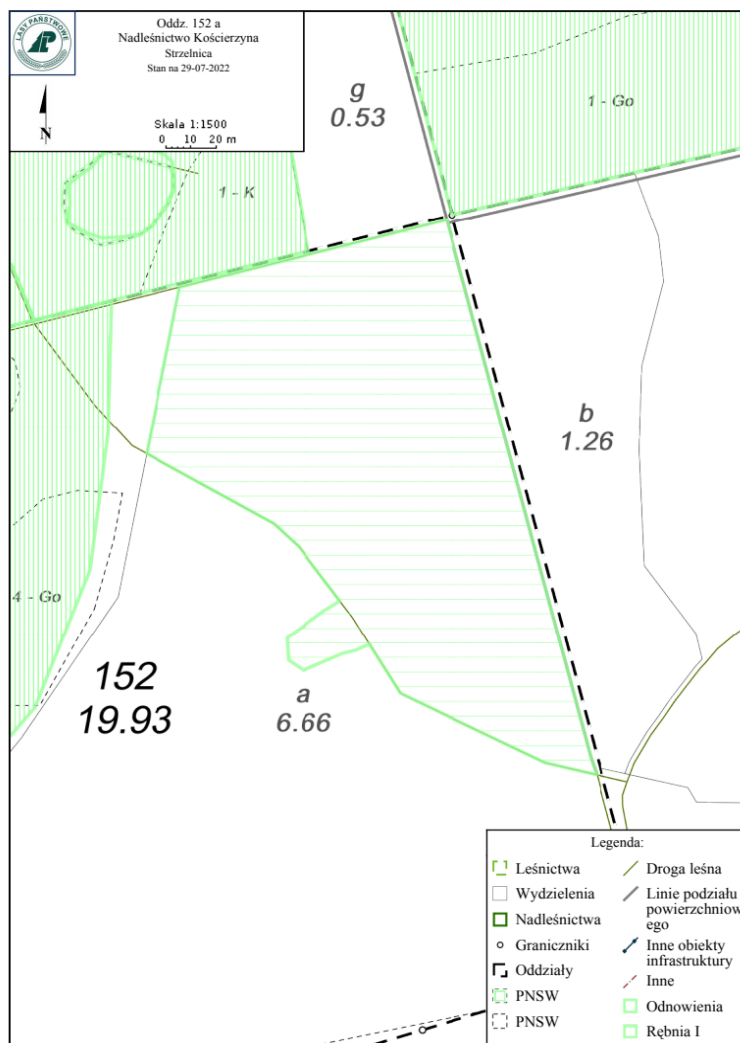 LASY PAŃSTWOWE
Oddz. 152 a
Nadleśnictwo Kościerzyna
Strzelnica
Stan na 29-07-2022
N
Skala 1:1500
0 10 20 m
g
0.53
1 - Go
1 - K
b
1.26
4 - Go
152
19.93
a
6.66
Legenda:
Leśnictwa
Wydzielenia
Nadleśnictwa
Graniczniki
Oddziały
PNSW
PNSW
Droga leśna
Linie podziału
powierzchniow
ego
Inne obiekty
infrastruktury
Inne
Odnowienia
Rębnia I